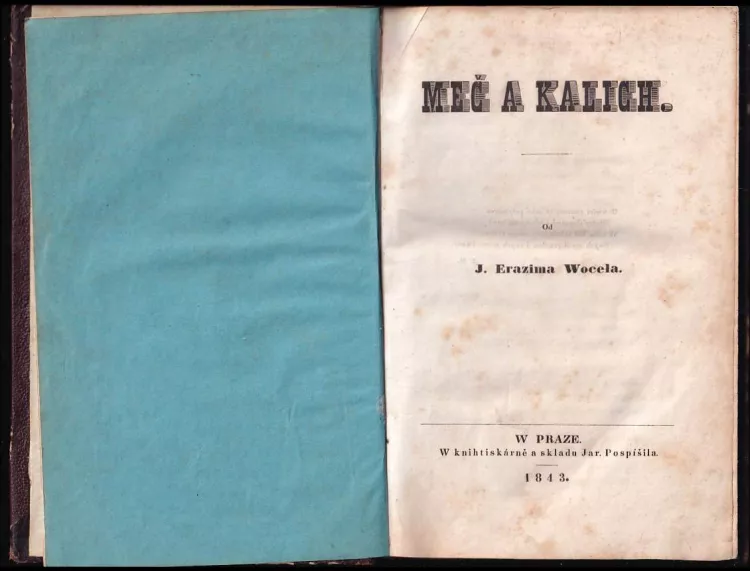 MEČ A KALICH.
Od
J. Erazima Wocela.
W PRAZE.
W knihtiskárně a skladu Jar. Pospíšila.
1843.